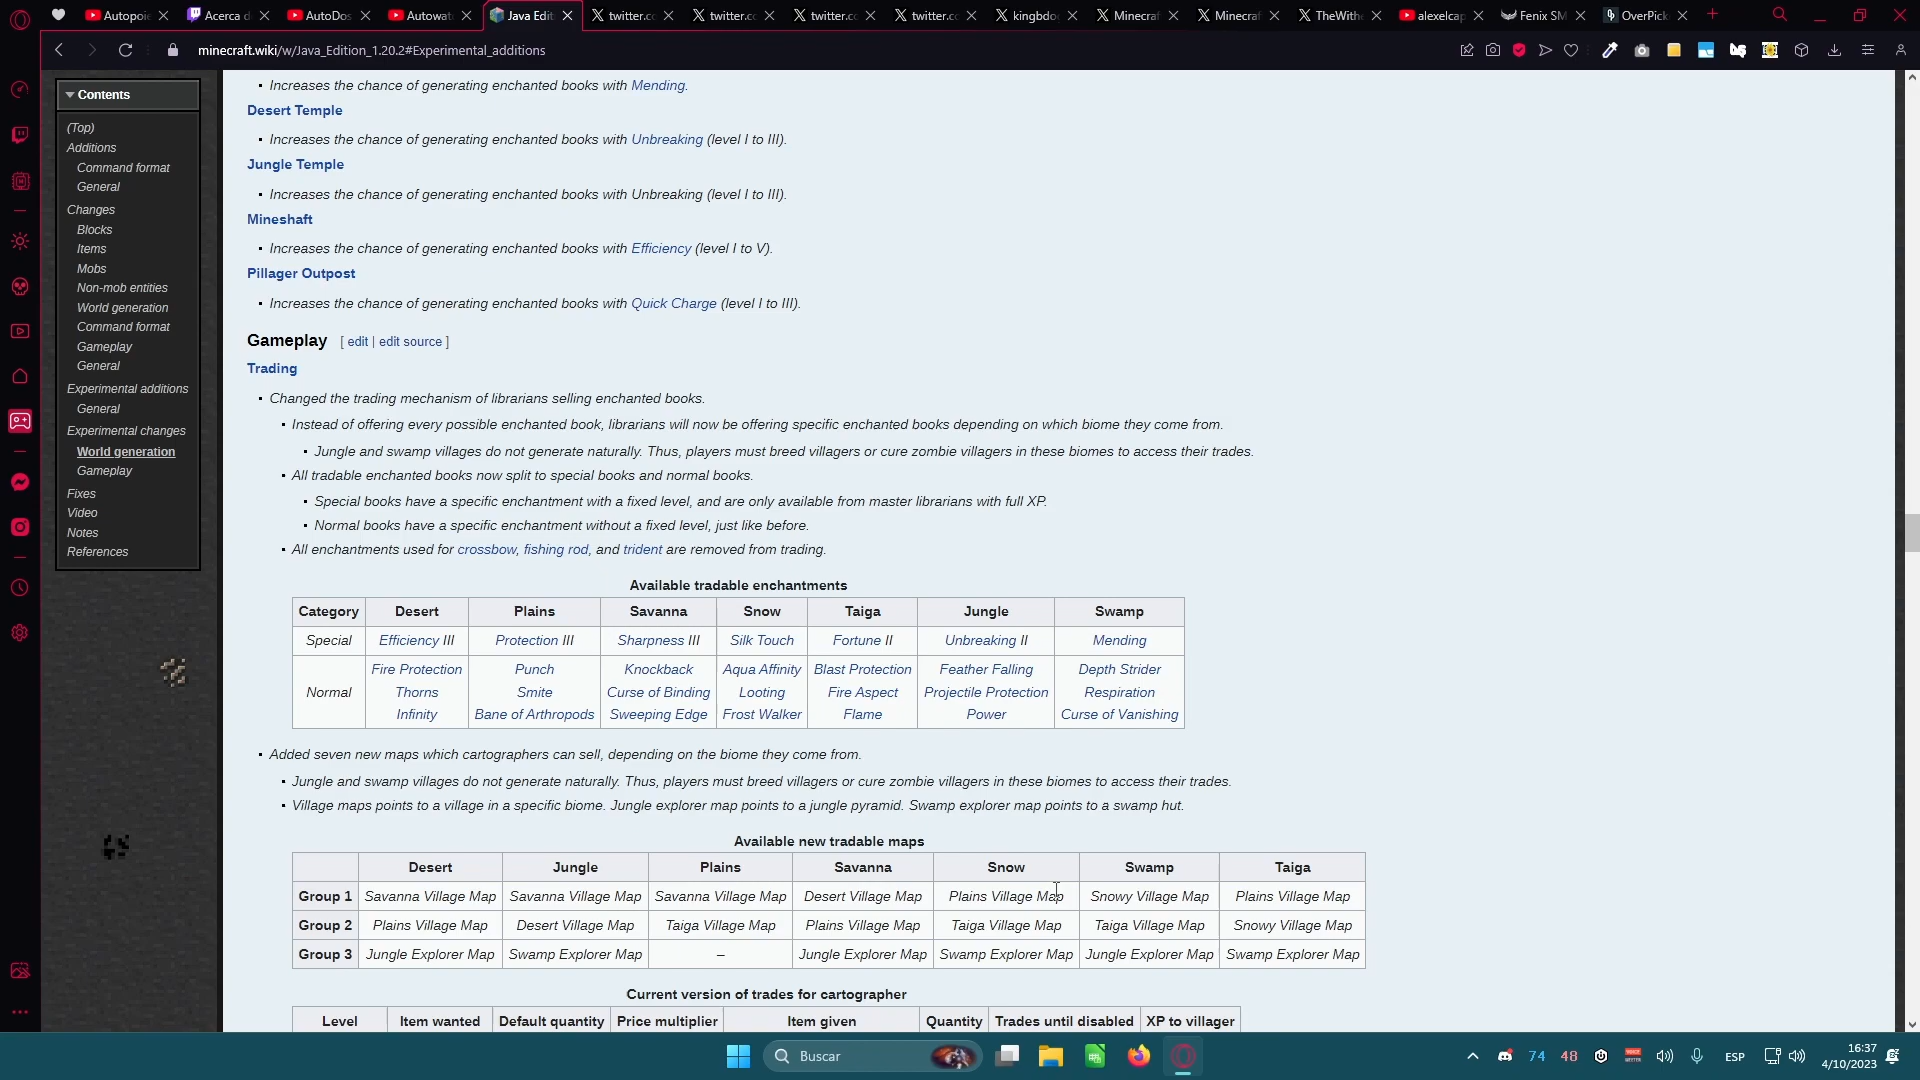 Autopoie
Acerca d
AutoDos
Autowat
Java Edit
twitter.co
twitter.co
twitter.co
twitter.co
kingbdo
Minecraf
Minecraf
TheWith
alexelcap
Fenix SM
OverPick
minecraft.wiki/w/Java_Edition_1.20.2#Experimental_additions
Contents
(Top)
Additions
Command format
General
Changes
Blocks
Items
Mobs
Non-mob entities
World generation
Command format
Gameplay
General
Experimental additions
General
Experimental changes
World generation
Gameplay
Fixes
Video
Notes
References
Increases the chance of generating enchanted books with Mending.
Desert Temple
Increases the chance of generating enchanted books with Unbreaking (level I to III).
Jungle Temple
Increases the chance of generating enchanted books with Unbreaking (level I to III).
Mineshaft
Increases the chance of generating enchanted books with Efficiency (level I to V).
Pillager Outpost
Increases the chance of generating enchanted books with Quick Charge (level I to III).
Gameplay [ edit | edit source ]
Trading
Changed the trading mechanism of librarians selling enchanted books.
Instead of offering every possible enchanted book, librarians will now be offering specific enchanted books depending on which biome they come from.
Jungle and swamp villages do not generate naturally. Thus, players must breed villagers or cure zombie villagers in these biomes to access their trades.
All tradable enchanted books now split to special books and normal books.
Special books have a specific enchantment with a fixed level, and are only available from master librarians with full XP.
Normal books have a specific enchantment without a fixed level, just like before.
All enchantments used for crossbow, fishing rod, and trident are removed from trading.
Available tradable enchantments
Category Desert Plains Savanna Snow Taiga Jungle Swamp
Special Efficiency III Protection III Sharpness III Silk Touch Fortune II Unbreaking II Mending
Fire Protection Punch Knockback Aqua Affinity Blast Protection Feather Falling Depth Strider
Normal Thorns Smite Curse of Binding Looting Fire Aspect Projectile Protection Respiration
Infinity Bane of Arthropods Sweeping Edge Frost Walker Flame Power Curse of Vanishing
Added seven new maps which cartographers can sell, depending on the biome they come from.
Jungle and swamp villages do not generate naturally. Thus, players must breed villagers or cure zombie villagers in these biomes to access their trades.
Village maps points to a village in a specific biome. Jungle explorer map points to a jungle pyramid. Swamp explorer map points to a swamp hut.
Available new tradable maps
Desert Jungle Plains Savanna Snow Swamp Taiga
Group 1 Savanna Village Map Savanna Village Map Savanna Village Map Desert Village Map Plains Village Map Snowy Village Map Plains Village Map
Group 2 Plains Village Map Desert Village Map Taiga Village Map Plains Village Map Taiga Village Map Taiga Village Map Snowy Village Map
Group 3 Jungle Explorer Map Swamp Explorer Map – Jungle Explorer Map Swamp Explorer Map Jungle Explorer Map Swamp Explorer Map
Current version of trades for cartographer
Level Item wanted Default quantity Price multiplier Item given Quantity Trades until disabled XP to villager
Buscar
74
48
ESP
16:37
4/10/2023